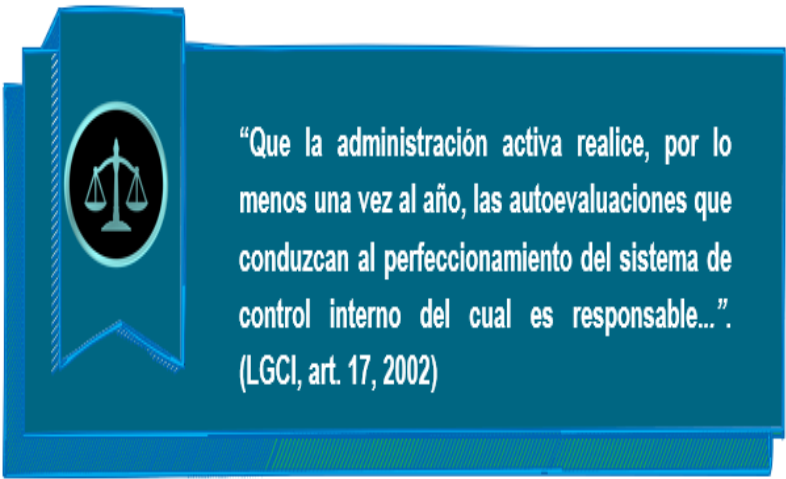 “Que la administración activa realice, por lo
menos una vez al año, las autoevaluaciones que
conduzcan al perfeccionamiento del sistema de
control interno del cual es responsable...”.
(LGCI, art. 17, 2002)